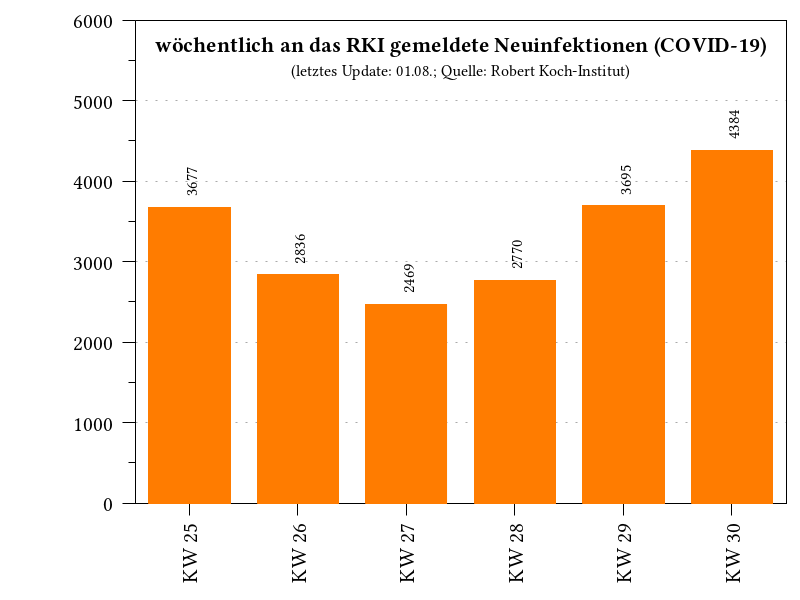 wöchentlich an das RKI gemeldete Neuinfektionen (COVID-19)
(letztes Update: 01.08.; Quelle: Robert Koch-Institut)
6000
5000
4000
3000
2000
1000
0
3677
2836
2469
2770
3695
4384
KW 25
KW 26
KW 27
KW 28
KW 29
KW 30